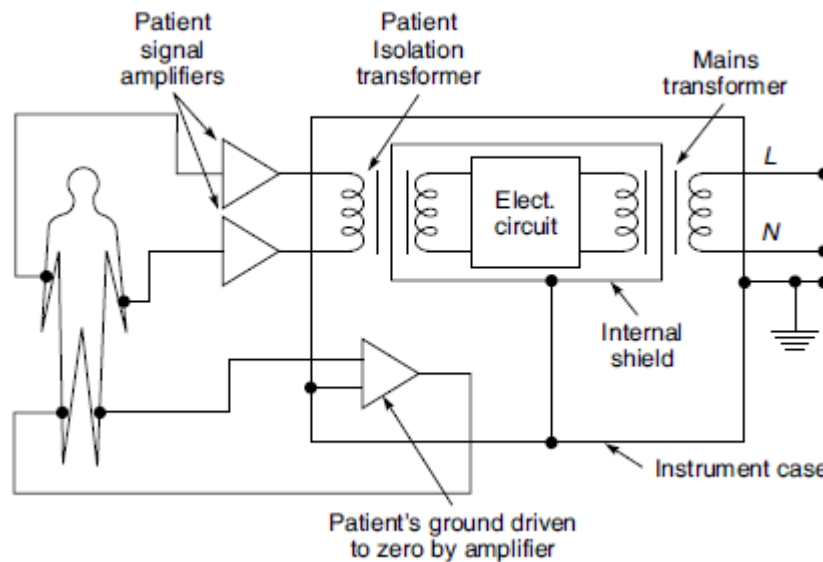 Patient
signal
amplifiers
Patient
Isolation
transformer
Mains
transformer
L
N
Elect.
circuit
Internal
shield
Instrument case
Patient's ground driven
to zero by amplifier